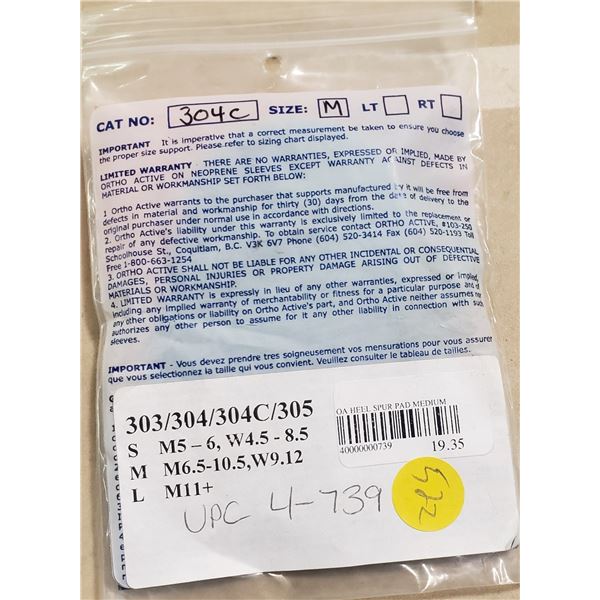 CAT NO: 304C SIZE: M LT RT
IMPORTANT It is imperative that a correct measurement be taken to ensure you choose
the proper size support. Please refer to sizing chart displayed.
LIMITED WARRANTY - THERE ARE NO WARRANTIES, EXPRESSED OR IMPLIED, MADE BY
ORTHO ACTIVE ON NEOPRENE SLEEVES EXCEPT WARRANTY AGAINST DEFECTS IN
MATERIAL OR WORKMANSHIP SET FORTH BELOW:
1 Ortho Active warrants to the purchaser that supports manufactured by it will be free from
defects in material and workmanship for thirty (30) days from the date of delivery to the
original purchaser under normal use in accordance with directions.
2. Ortho Active's liability under this warranty is exclusively limited to the replacement or
repair of any defective workmanship. To obtain service contact ORTHO ACTIVE, #103-250
Schoolhouse St., Coquitlam, B.C. V3K 6V7 Phone (604) 520-3414 Fax (604) 520-1193 Toll
Free 1-800-663-1254
3 ORTHO ACTIVE SHALL NOT BE LIABLE FOR ANY OTHER INCIDENTAL OR CONSEQUENTIAL
DAMAGES, PERSONAL INJURIES OR PROPERTY DAMAGE ARISING OUT OF DEFECTIVE
MATERIALS OR WORKMANSHIP.
4. LIMITED WARRANTY is expressly in lieu of any other warranties, expressed or implied,
including any implied warranty of merchantability or fitness for a particular purpose and of
any other obligations or liability on Ortho Active's part, and Ortho Active neither assumes nor
authorizes any other person to assume for it any other liability in connection with such
sleeves.
IMPORTANT - Vous devez prendre tres soigneusement vos mensurations pour vous assurer
que vous selectionnez la taille qui vous convient. Veuillez consulter le tableau de tailles.
303/304/304C/305
S M5 – 6, W4.5 - 8.5
M M6.5-10.5,W9.12
L M11+
OA HEEL SPUR PAD MEDIUM
40000000739 19.35
UPC 4-739